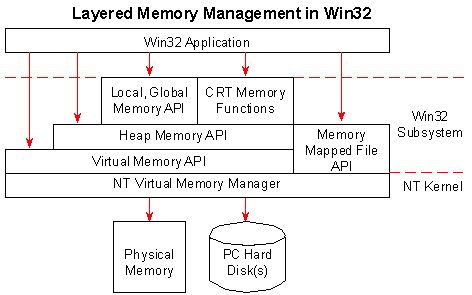 Layered Memory Management in Win32
Win32 Application
Local, Global
Memory API
CRT Memory
Functions
Win32
Subsystem
Heap Memory API
Memory
Mapped File
API
Virtual Memory API
NT Virtual Memory Manager
NT Kernel
Physical
Memory
PC Hard
Disk(s)